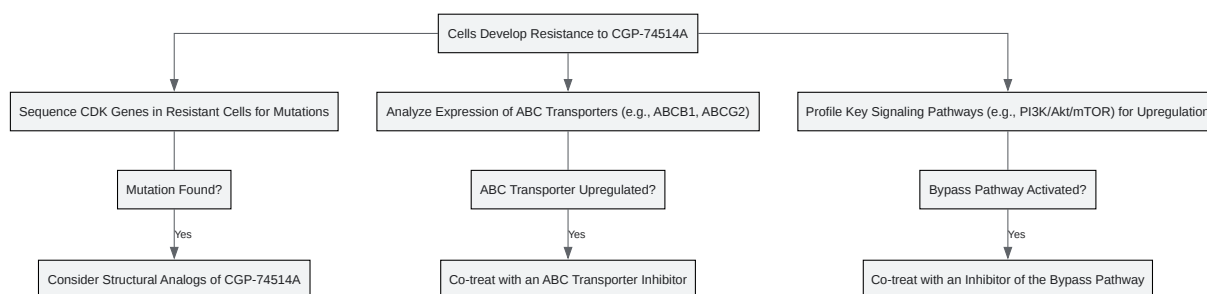 Cells Develop Resistance to CGP-74514A
Sequence CDK Genes in Resistant Cells for Mutations
Analyze Expression of ABC Transporters (e.g., ABCB1, ABCG2)
Profile Key Signaling Pathways (e.g., PI3K/Akt/mTOR) for Upregulation
Mutation Found?
ABC Transporter Upregulated?
Bypass Pathway Activated?
Yes
Yes
Yes
Consider Structural Analogs of CGP-74514A
Co-treat with an ABC Transporter Inhibitor
Co-treat with an Inhibitor of the Bypass Pathway